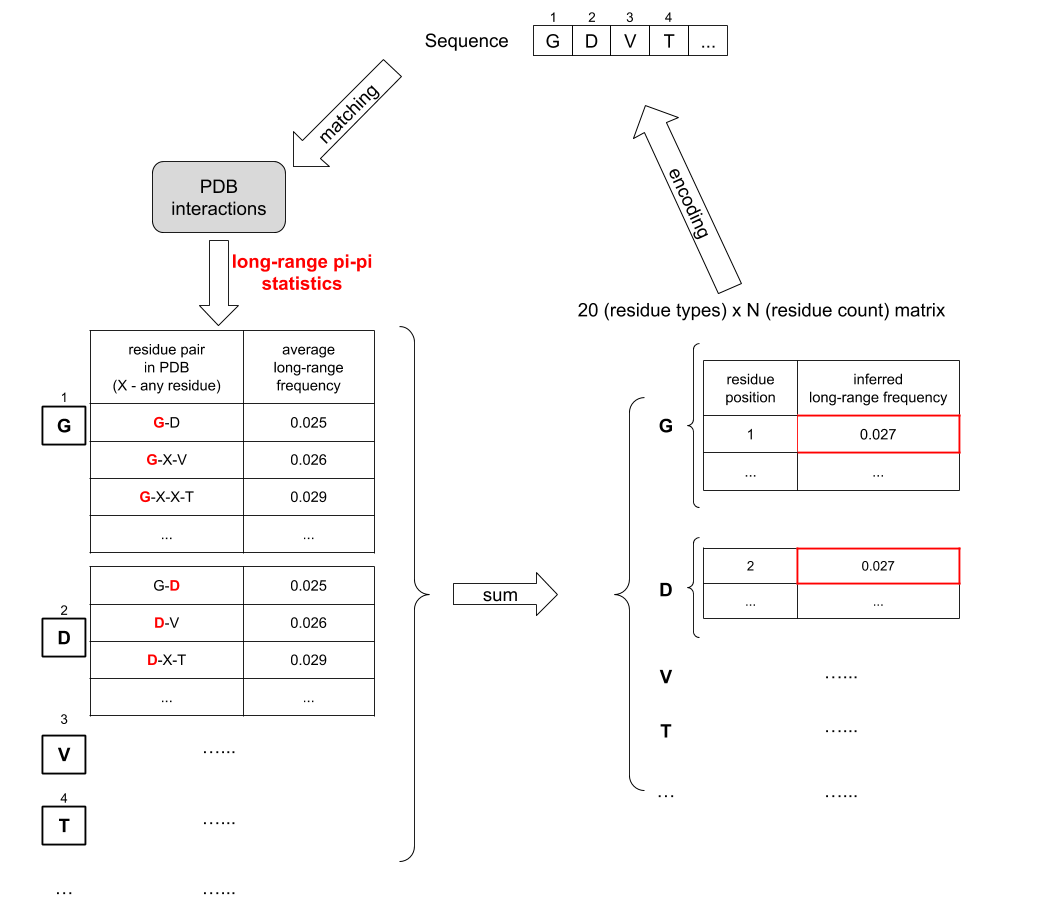 1 2 3 4
Sequence G D V T ...
matching
encoding
PDB
interactions
long-range pi-pi
statistics
residue pair
in PDB
(X - any residue)
average
long-range
frequency
1
G
G-D 0.025
G-X-V 0.026
G-X-X-T 0.029
... ...
2
D
G-D 0.025
D-V 0.026
D-X-T 0.029
... ...
3
V ......
4
T ......
... ......
sum
20 (residue types) x N (residue count) matrix
G
residue
position
inferred
long-range frequency
1 0.027
... ...
D
2 0.027
... ...
V ......
T ......
... ......